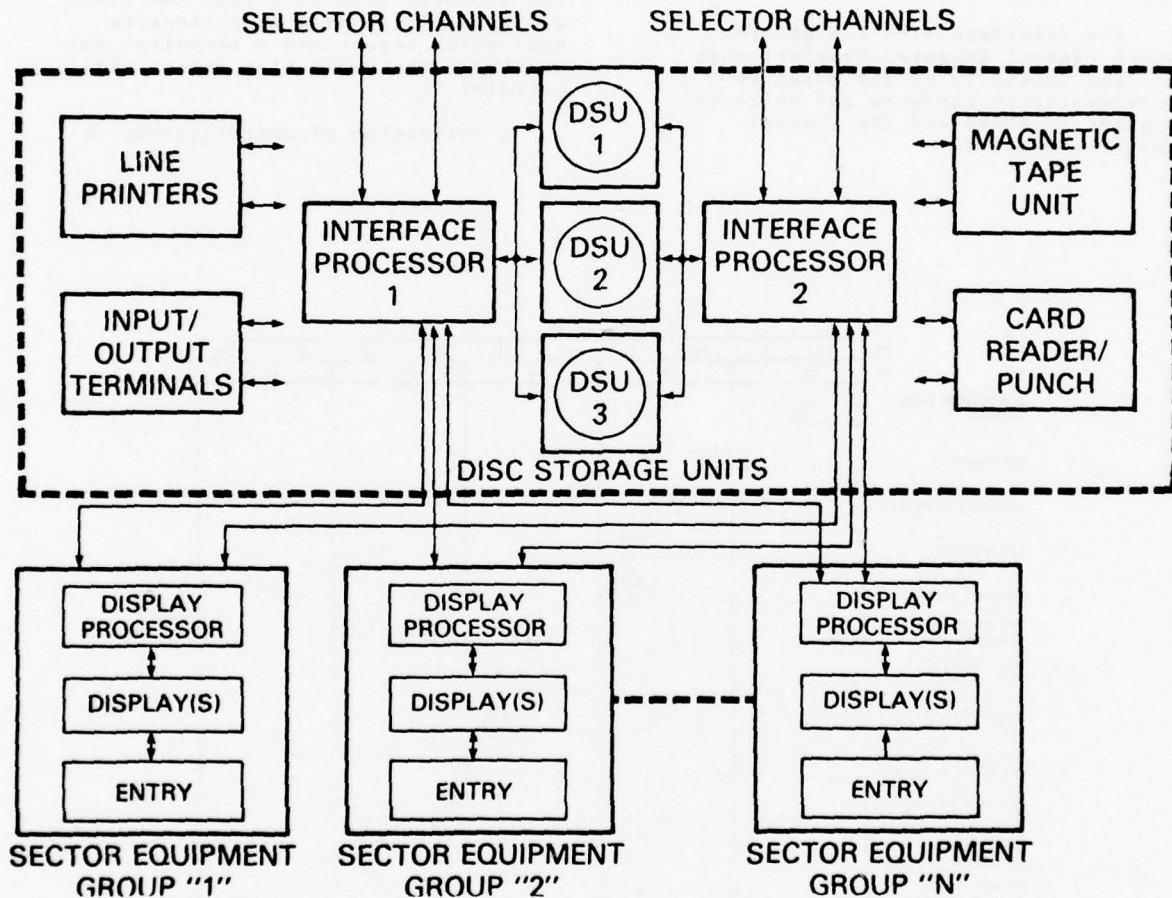 SELECTOR CHANNELS
SELECTOR CHANNELS
LINE
PRINTERS
DSU
1
MAGNETIC
TAPE
UNIT
INTERFACE
PROCESSOR
1
DSU
2
INTERFACE
PROCESSOR
2
INPUT/
OUTPUT
TERMINALS
DSU
3
CARD
READER/
PUNCH
DISC STORAGE UNITS
DISPLAY
PROCESSOR
DISPLAY(S)
ENTRY
SECTOR EQUIPMENT
GROUP "1"
DISPLAY
PROCESSOR
DISPLAY(S)
ENTRY
SECTOR EQUIPMENT
GROUP "2"
DISPLAY
PROCESSOR
DISPLAY(S)
ENTRY
SECTOR EQUIPMENT
GROUP "N"